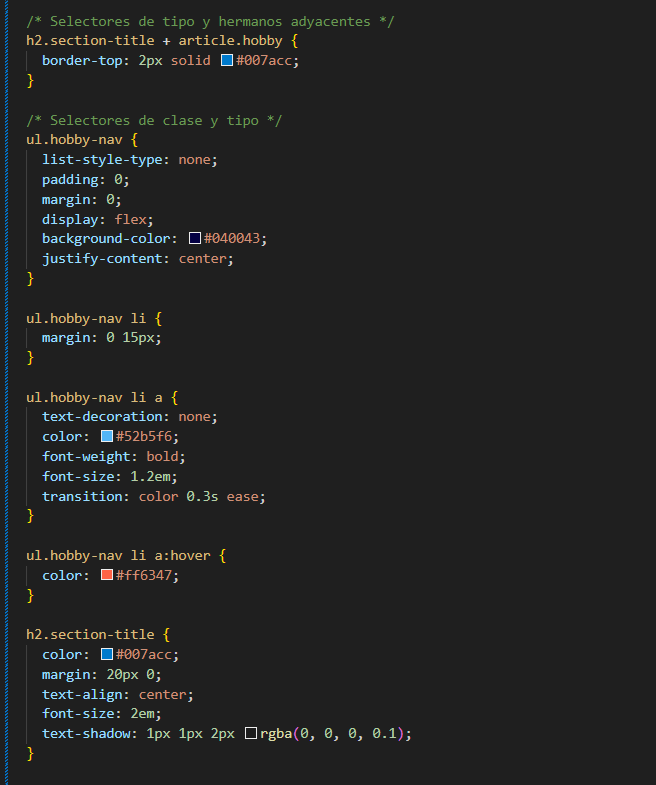 /* Selectores de tipo y hermanos adyacentes */
h2.section-title + article.hobby {
  border-top: 2px solid #007acc;
}

/* Selectores de clase y tipo */
ul.hobby-nav {
  list-style-type: none;
  padding: 0;
  margin: 0;
  display: flex;
  background-color: #040043;
  justify-content: center;
}

ul.hobby-nav li {
  margin: 0 15px;
}

ul.hobby-nav li a {
  text-decoration: none;
  color: #52b5f6;
  font-weight: bold;
  font-size: 1.2em;
  transition: color 0.3s ease;
}

ul.hobby-nav li a:hover {
  color: #ff6347;
}

h2.section-title {
  color: #007acc;
  margin: 20px 0;
  text-align: center;
  font-size: 2em;
  text-shadow: 1px 1px 2px rgba(0, 0, 0, 0.1);
}